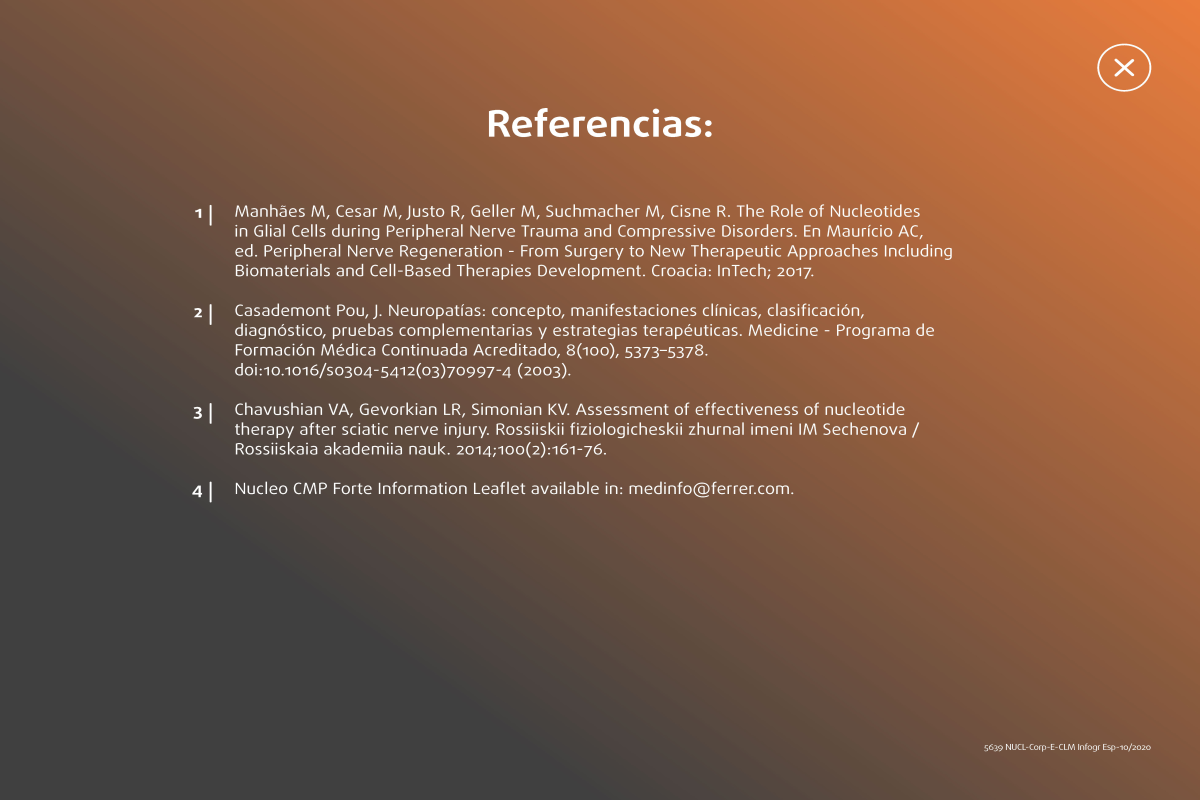 Referencias:
1 | Manhães M, Cesar M, Justo R, Geller M, Suchmacher M, Cisne R. The Role of Nucleotides
in Glial Cells during Peripheral Nerve Trauma and Compressive Disorders. En Maurício AC,
ed. Peripheral Nerve Regeneration - From Surgery to New Therapeutic Approaches Including
Biomaterials and Cell-Based Therapies Development. Croacia: InTech; 2017.
2 | Casademont Pou, J. Neuropatías: concepto, manifestaciones clínicas, clasificación,
diagnóstico, pruebas complementarias y estrategias terapéuticas. Medicine - Programa de
Formación Médica Continuada Acreditado, 8(100), 5373–5378.
doi:10.1016/s0304-5412(03)70997-4 (2003).
3 | Chavushian VA, Gevorkian LR, Simonian KV. Assessment of effectiveness of nucleotide
therapy after sciatic nerve injury. Rossiiskii fiziologicheskii zhurnal imeni IM Sechenova /
Rossiiskaia akademiia nauk. 2014;100(2):161-76.
4 | Nucleo CMP Forte Information Leaflet available in: medinfo@ferrer.com.
5639 NUCL-Corp-E-CLM Infogr Esp-10/2020